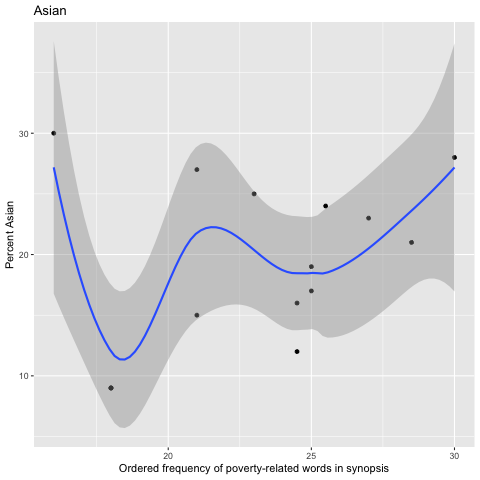 Asian
Percent Asian
30
20
10
20
25
30
Ordered frequency of poverty-related words in synopsis